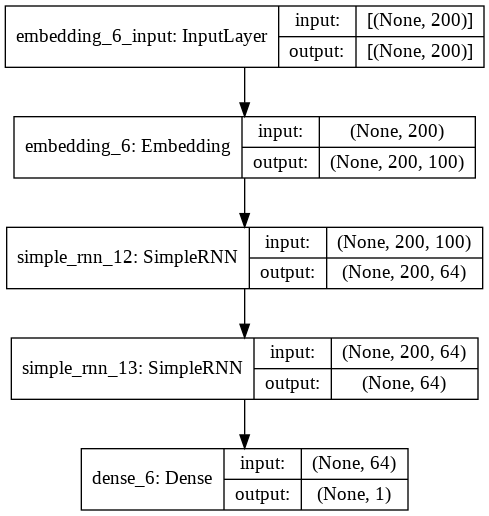 embedding_6_input: InputLayer
input: [(None, 200)]
output: [(None, 200)]
embedding_6: Embedding
input: (None, 200)
output: (None, 200, 100)
simple_rnn_12: SimpleRNN
input: (None, 200, 100)
output: (None, 200, 64)
simple_rnn_13: SimpleRNN
input: (None, 200, 64)
output: (None, 64)
dense_6: Dense
input: (None, 64)
output: (None, 1)